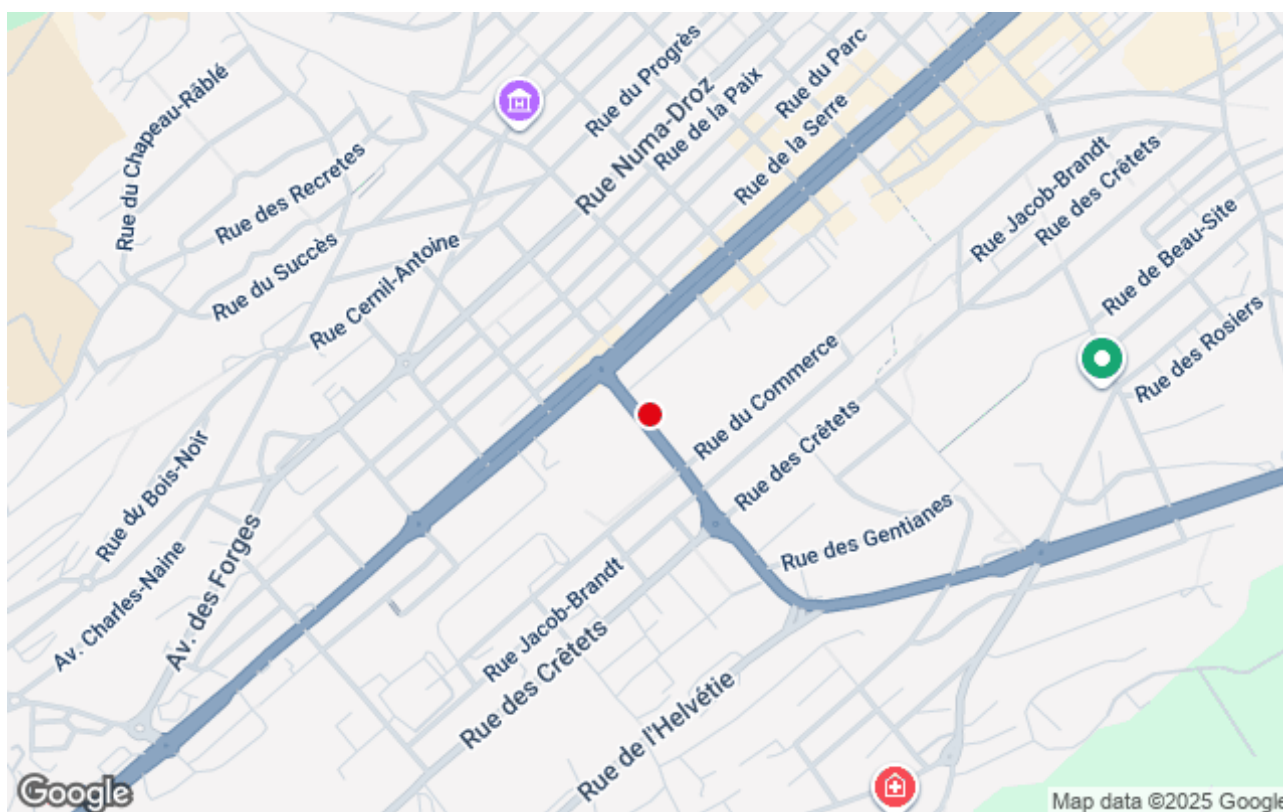 Rue du Chapeau-Râblé
Rue des Recretes
Rue du Succès
Rue Cernil-Antoine
Rue du Progrès
Rue Numa-Droz
Rue de la Paix
Rue du Parc
Rue de la Serre
Rue Jacob-Brandt
Rue des Crêtets
Rue de Beau-Site
Rue des Rosiers
Rue du Commerce
Rue des Crêtets
Rue des Gentianes
Rue du Bois-Noir
Av. Charles-Naine
Av. des Forges
Rue Jacob-Brandt
Rue des Crêtets
Rue de l'Helvétie
H
Google
Map data ©2025 Google